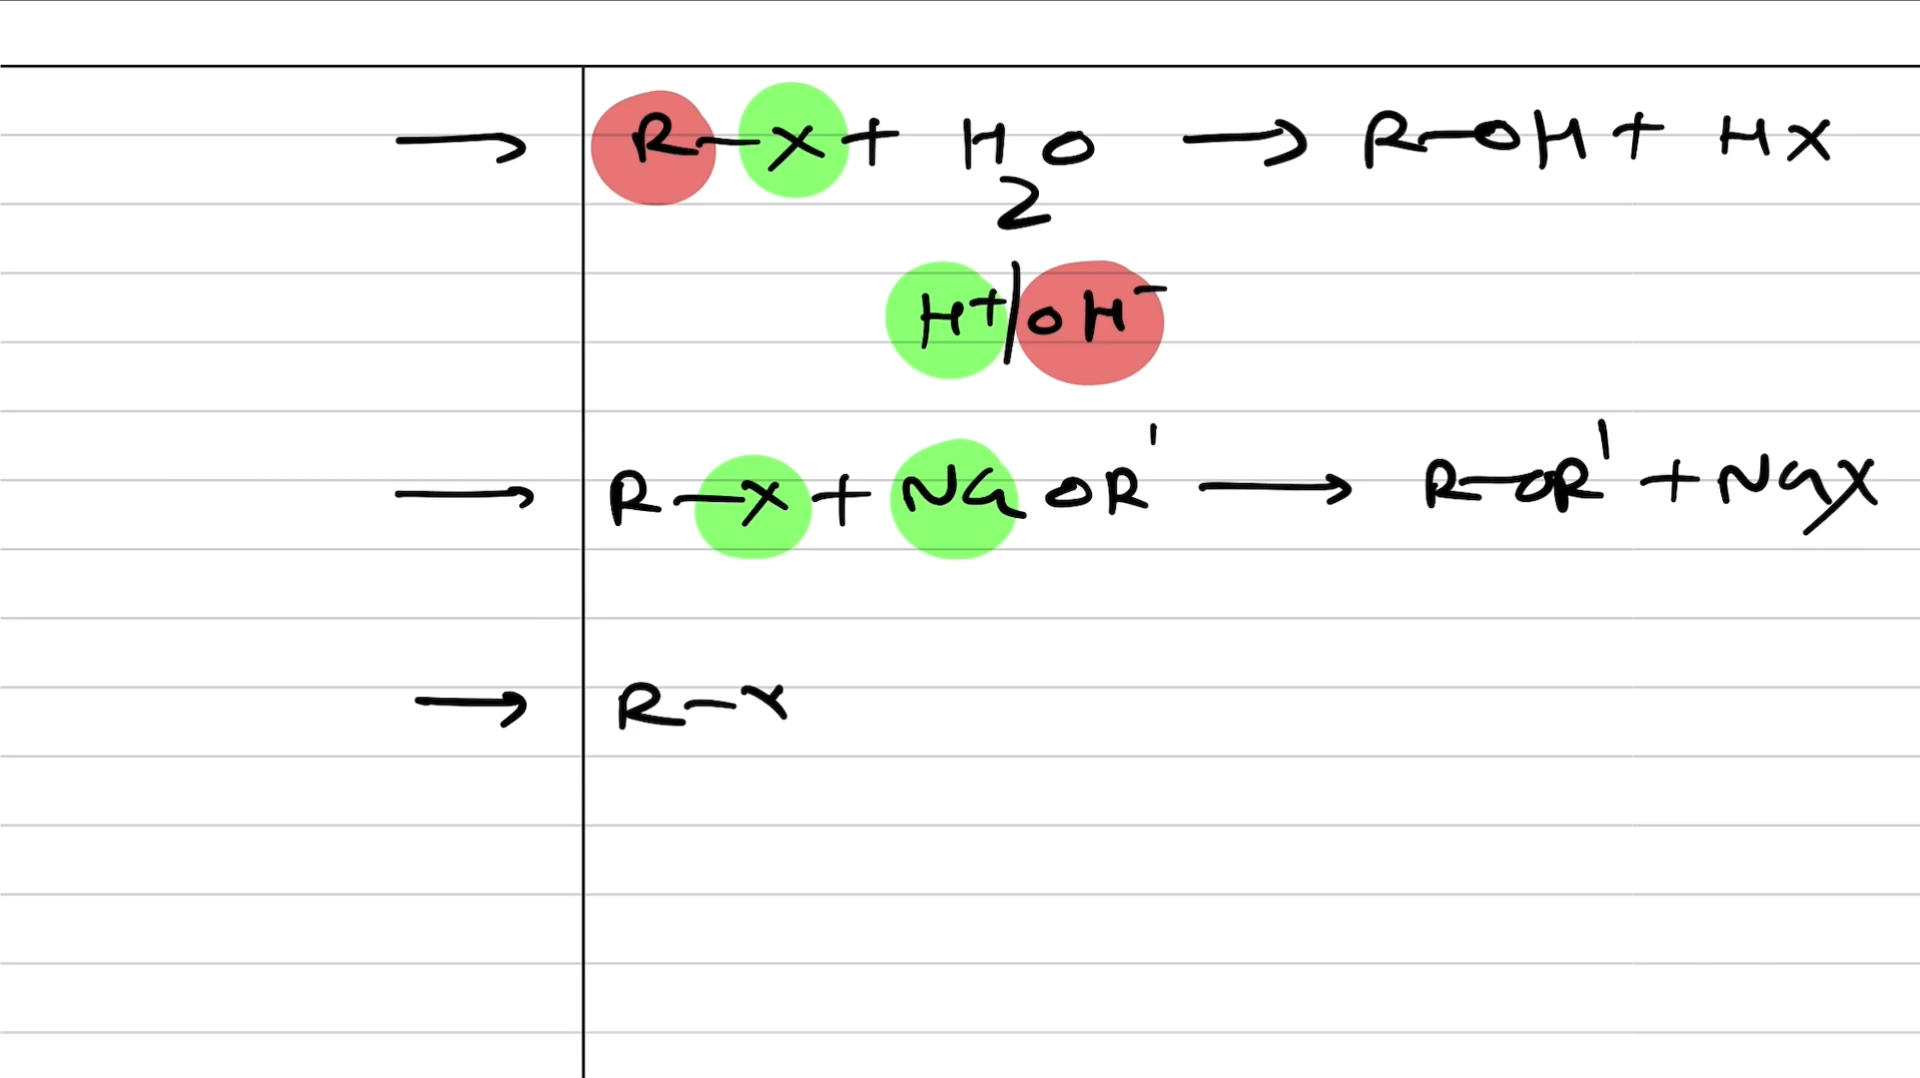 → R-X + H2O → R-OH + HX
H+/OH-
→ R-X + NaOR' → R-OR' + NaX
→ R-